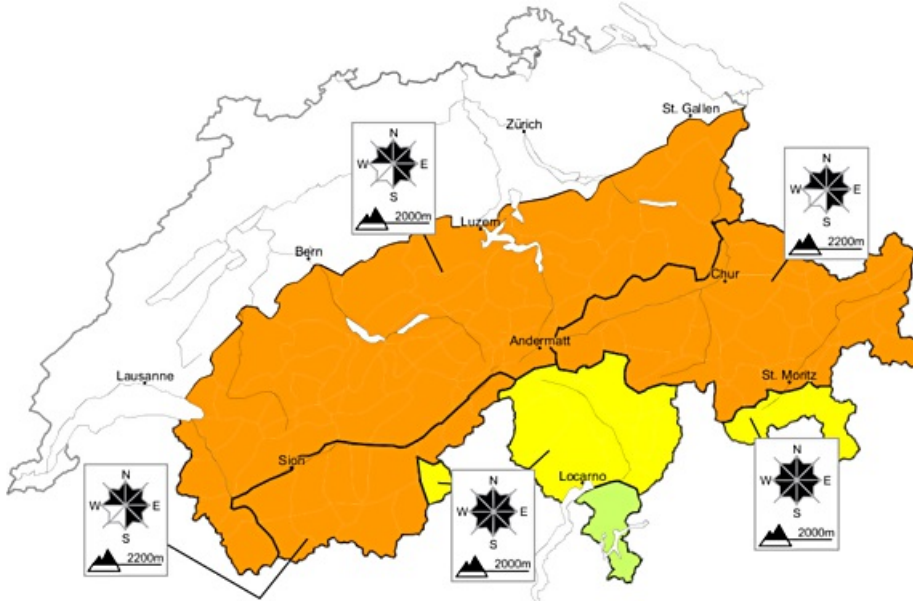 St. Gallen
Zürich
N
W E
S
2000m
Luzern
N
W E
S
2200m
Bern
Chur
Andermatt
Lausanne
St. Moritz
Sion
Locarno
N
W E
S
2200m
N
W E
S
2000m
N
W E
S
2000m